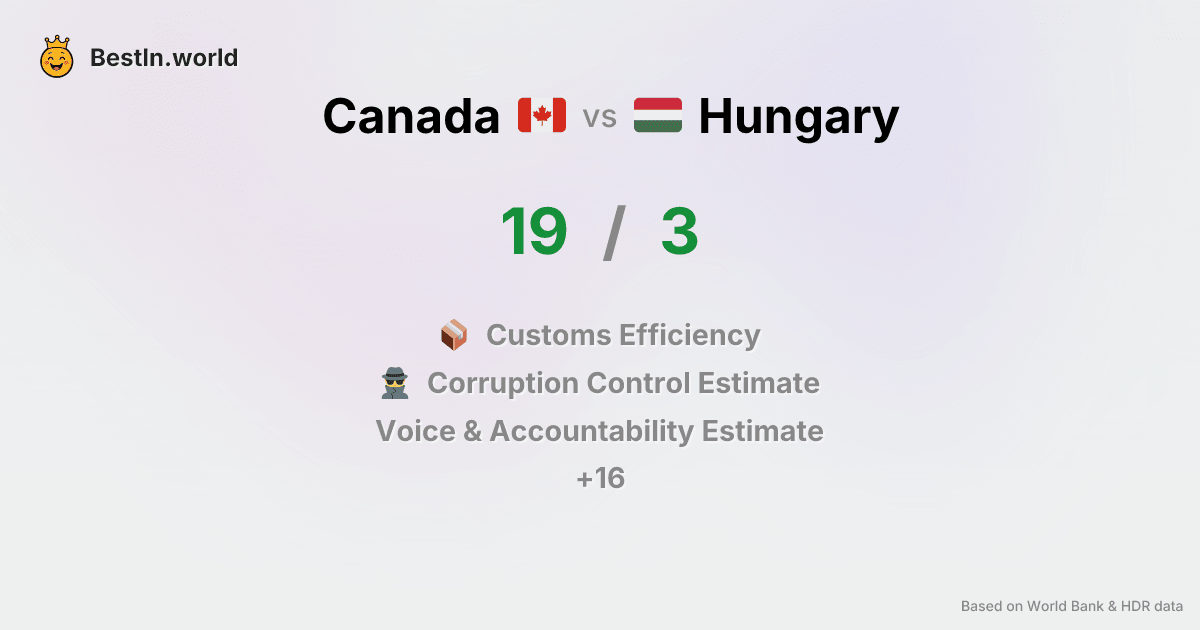 BestIn.world
Canada vs Hungary
19 / 3
Customs Efficiency
Corruption Control Estimate
Voice & Accountability Estimate
+16
Based on World Bank & HDR data